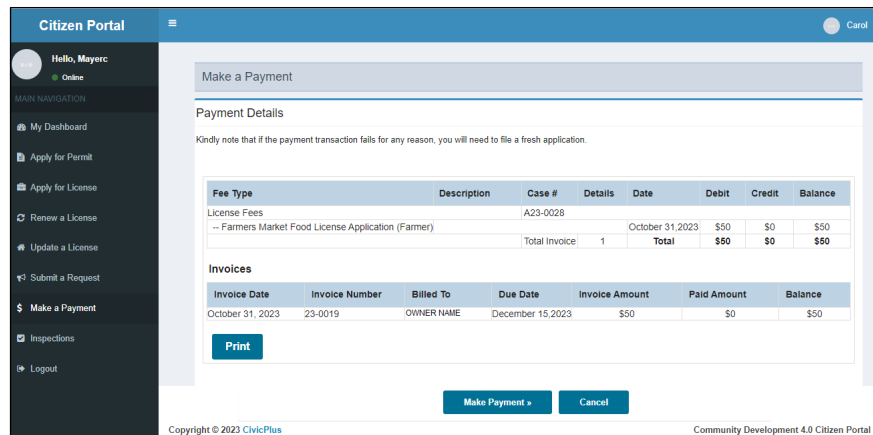 Citizen Portal
Carol
Hello, Mayerc
Online
MAIN NAVIGATION
My Dashboard
Apply for Permit
Apply for License
Renew a License
Update a License
Submit a Request
$ Make a Payment
Inspections
Logout
Make a Payment
Payment Details
Kindly note that if the payment transaction fails for any reason, you will need to file a fresh application.
Fee Type Description Case # Details Date Debit Credit Balance
License Fees A23-0028
-- Farmers Market Food License Application (Farmer) October 31,2023 $50 $0 $50
Total Invoice 1 Total $50 $0 $50
Invoices
Invoice Date Invoice Number Billed To Due Date Invoice Amount Paid Amount Balance
October 31, 2023 23-0019 OWNER NAME December 15,2023 $50 $0 $50
Print
Make Payment » Cancel
Copyright © 2023 CivicPlus Community Development 4.0 Citizen Portal